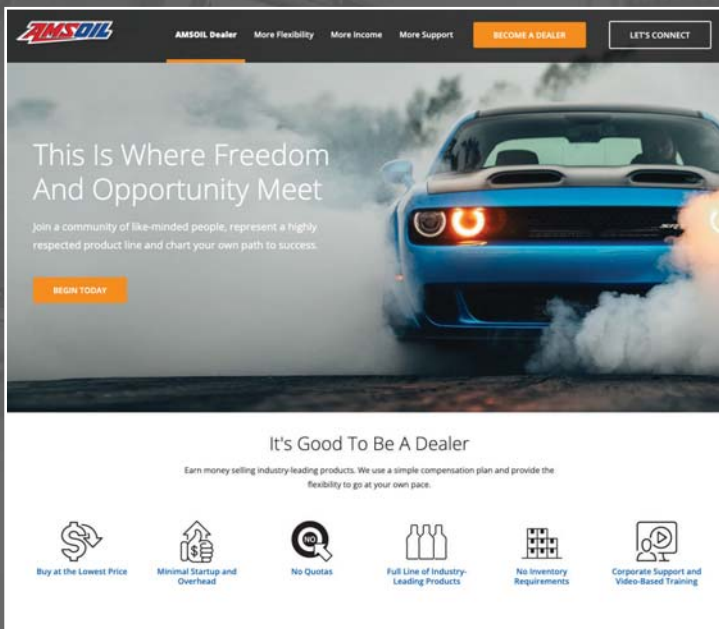 AMSOIL
AMSOIL Dealer
More Flexibility
More Income
More Support
BECOME A DEALER
LET'S CONNECT
This Is Where Freedom
And Opportunity Meet
Join a community of like-minded people, represent a highly
respected product line and chart your own path to success.
BEGIN TODAY
It's Good To Be A Dealer
Earn money selling industry-leading products. We use a simple compensation plan and provide the
flexibility to go at your own pace.
$
Buy at the Lowest Price
$
Minimal Startup and
Overhead
NO
No Quotas
Full Line of Industry-
Leading Products
No Inventory
Requirements
Corporate Support and
Video-Based Training